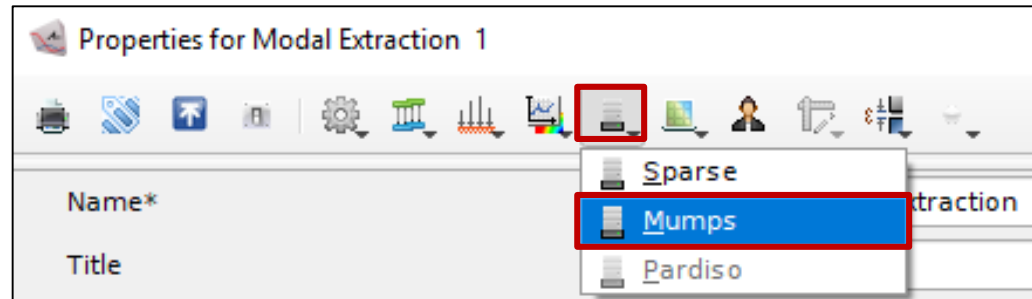 Properties for Modal Extraction 1
Sparse
Name*
xtraction
Mumps
Title
Pardiso